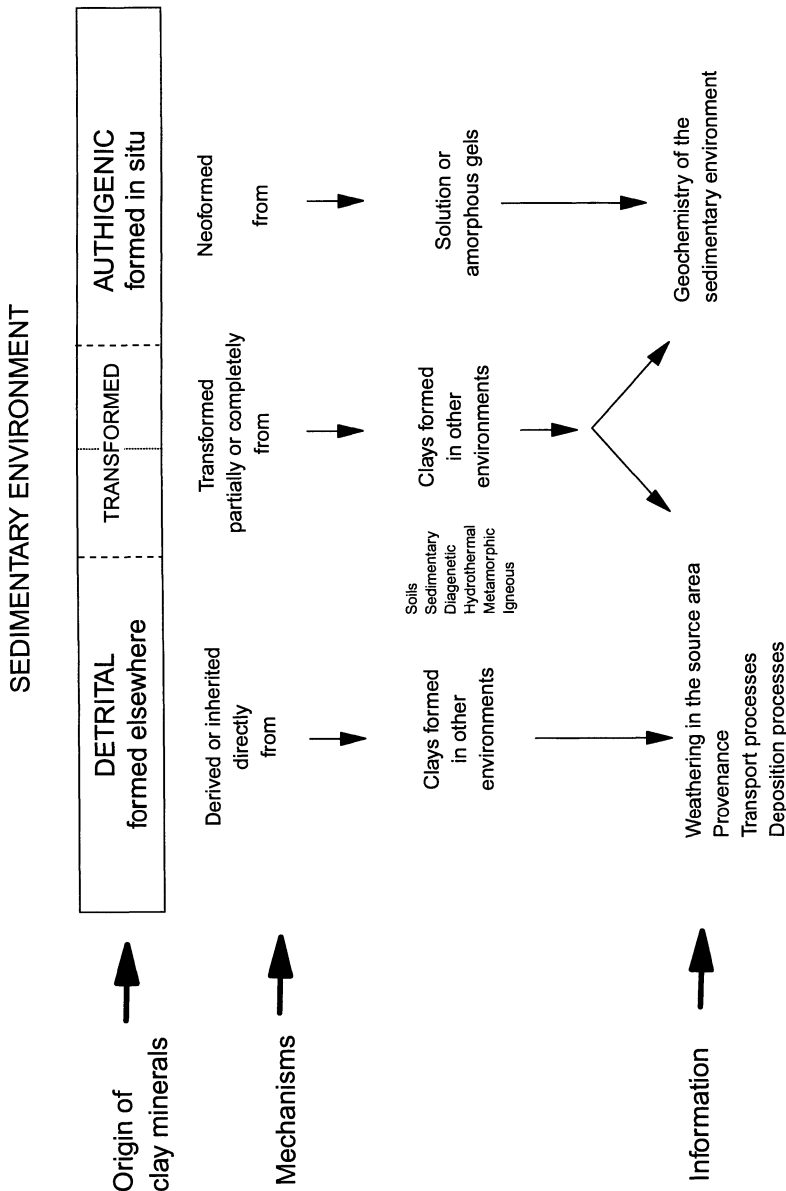 SEDIMENTARY ENVIRONMENT
Origin of
clay minerals
DETRITAL
formed elsewhere
TRANSFORMED
AUTHIGENIC
formed in situ
Mechanisms
Derived or inherited
directly
from
Transformed
partially or completely
from
Neoformed
from
Clays formed
in other
environments
Soils
Sedimentary
Diagenetic
Hydrothermal
Metamorphic
Igneous
Clays formed
in other
environments
Solution or
amorphous gels
Information
Weathering in the source area
Provenance
Transport processes
Deposition processes
Geochemistry of the
sedimentary environment